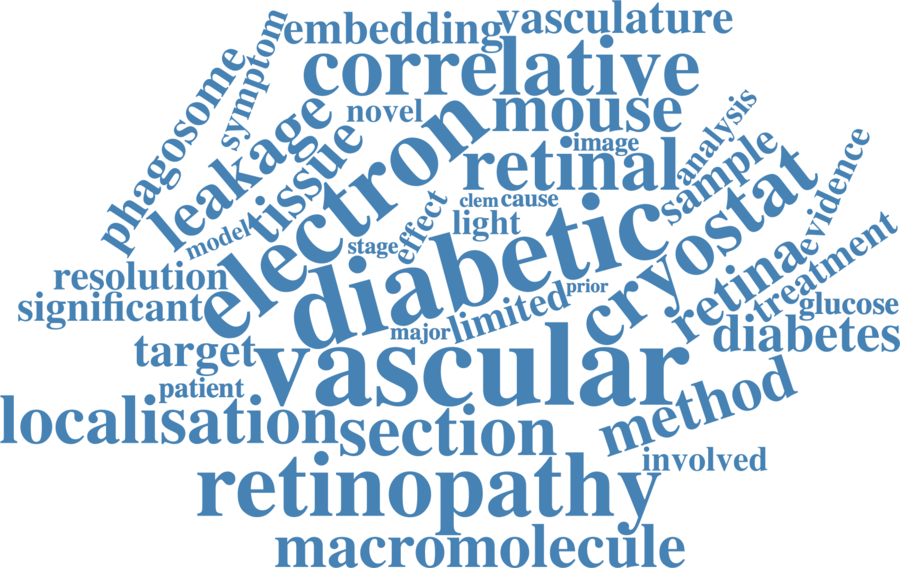 embedding
vasculature
symptom
phagosome
correlative
novel
mouse
leakage
tissue
electron
image
analysis
retinal
sample
clem
cause
light
effect
model
stage
diabetic
cryostat
evidence
resolution
significant
prior
limited
retina
treatment
glucose
major
diabetes
target
vascular
patient
method
localisation
section
involved
retinopathy
macromolecule